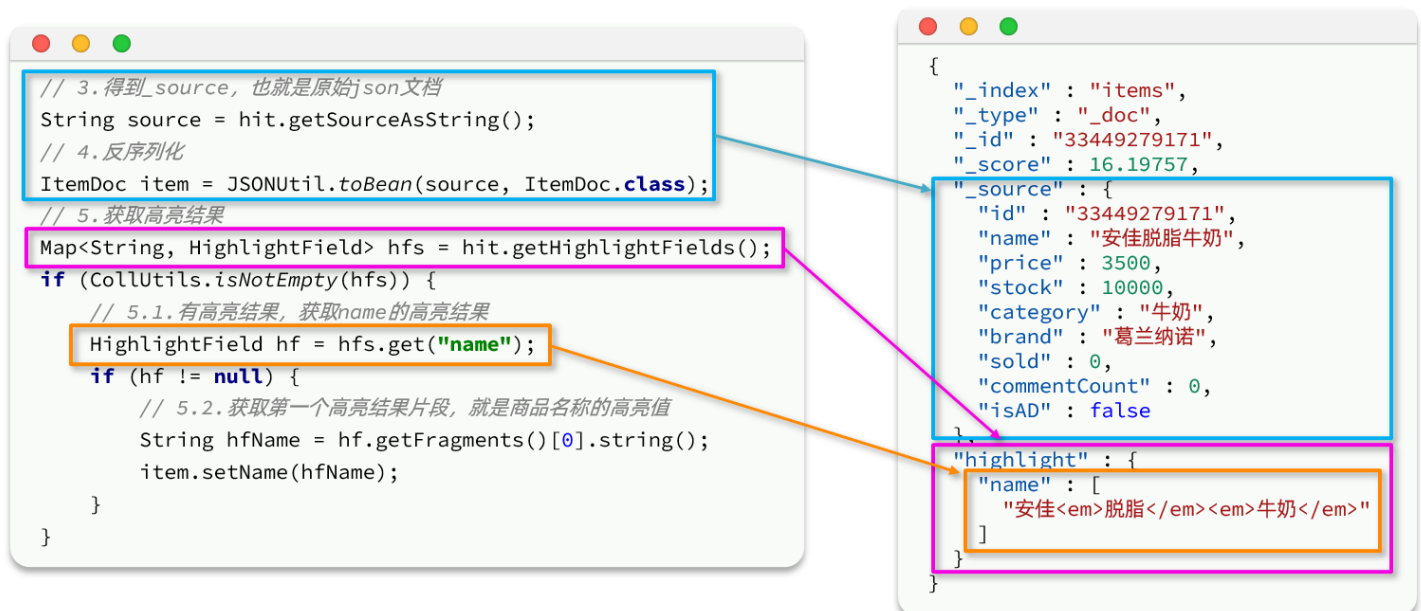 // 3.得到_source，也就是原始json文档
String source = hit.getSourceAsString();
// 4.反序列化
ItemDoc item = JSONUtil.toBean(source, ItemDoc.class);
// 5.获取高亮结果
Map<String, HighlightField> hfs = hit.getHighlightFields();
if (CollUtils.isNotEmpty(hfs)) {
    // 5.1.有高亮结果，获取name的高亮结果
    HighlightField hf = hfs.get("name");
    if (hf != null) {
        // 5.2.获取第一个高亮结果片段，就是商品名称的高亮值
        String hfName = hf.getFragments()[0].string();
        item.setName(hfName);
    }
}
{
  "_index" : "items",
  "_type" : "_doc",
  "_id" : "33449279171",
  "_score" : 16.19757,
  "_source" : {
    "id" : "33449279171",
    "name" : "安佳脱脂牛奶",
    "price" : 3500,
    "stock" : 10000,
    "category" : "牛奶",
    "brand" : "葛兰纳诺",
    "sold" : 0,
    "commentCount" : 0,
    "isAD" : false
  },
  "highlight" : {
    "name" : [
      "安佳<em>脱脂</em><em>牛奶</em>"
    ]
  }
}